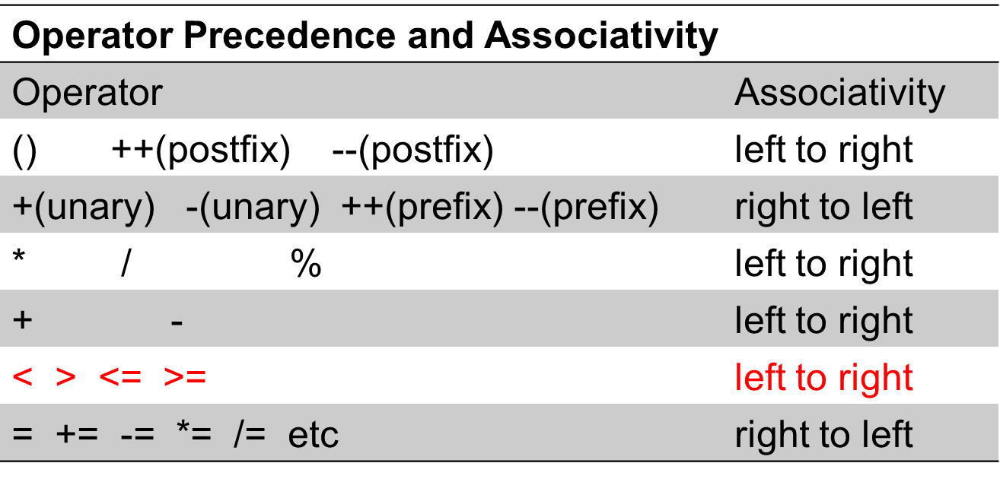 Operator Precedence and Associativity
Operator Associativity
() ++(postfix) --(postfix) left to right
+(unary) -(unary) ++(prefix) --(prefix) right to left
* / % left to right
+ - left to right
< > <= >= left to right
= += -= *= /= etc right to left